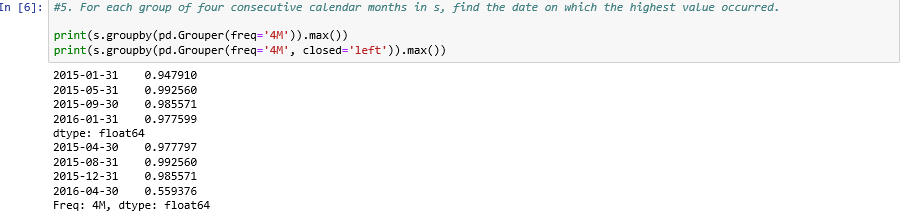 In [6]: #5. For each group of four consecutive calendar months in s, find the date on which the highest value occurred.
print(s.groupby(pd.Grouper(freq='4M')).max())
print(s.groupby(pd.Grouper(freq='4M', closed='left')).max())
2015-01-31    0.947910
2015-05-31    0.992560
2015-09-30    0.985571
2016-01-31    0.977599
dtype: float64
2015-04-30    0.977797
2015-08-31    0.992560
2015-12-31    0.985571
2016-04-30    0.559376
Freq: 4M, dtype: float64